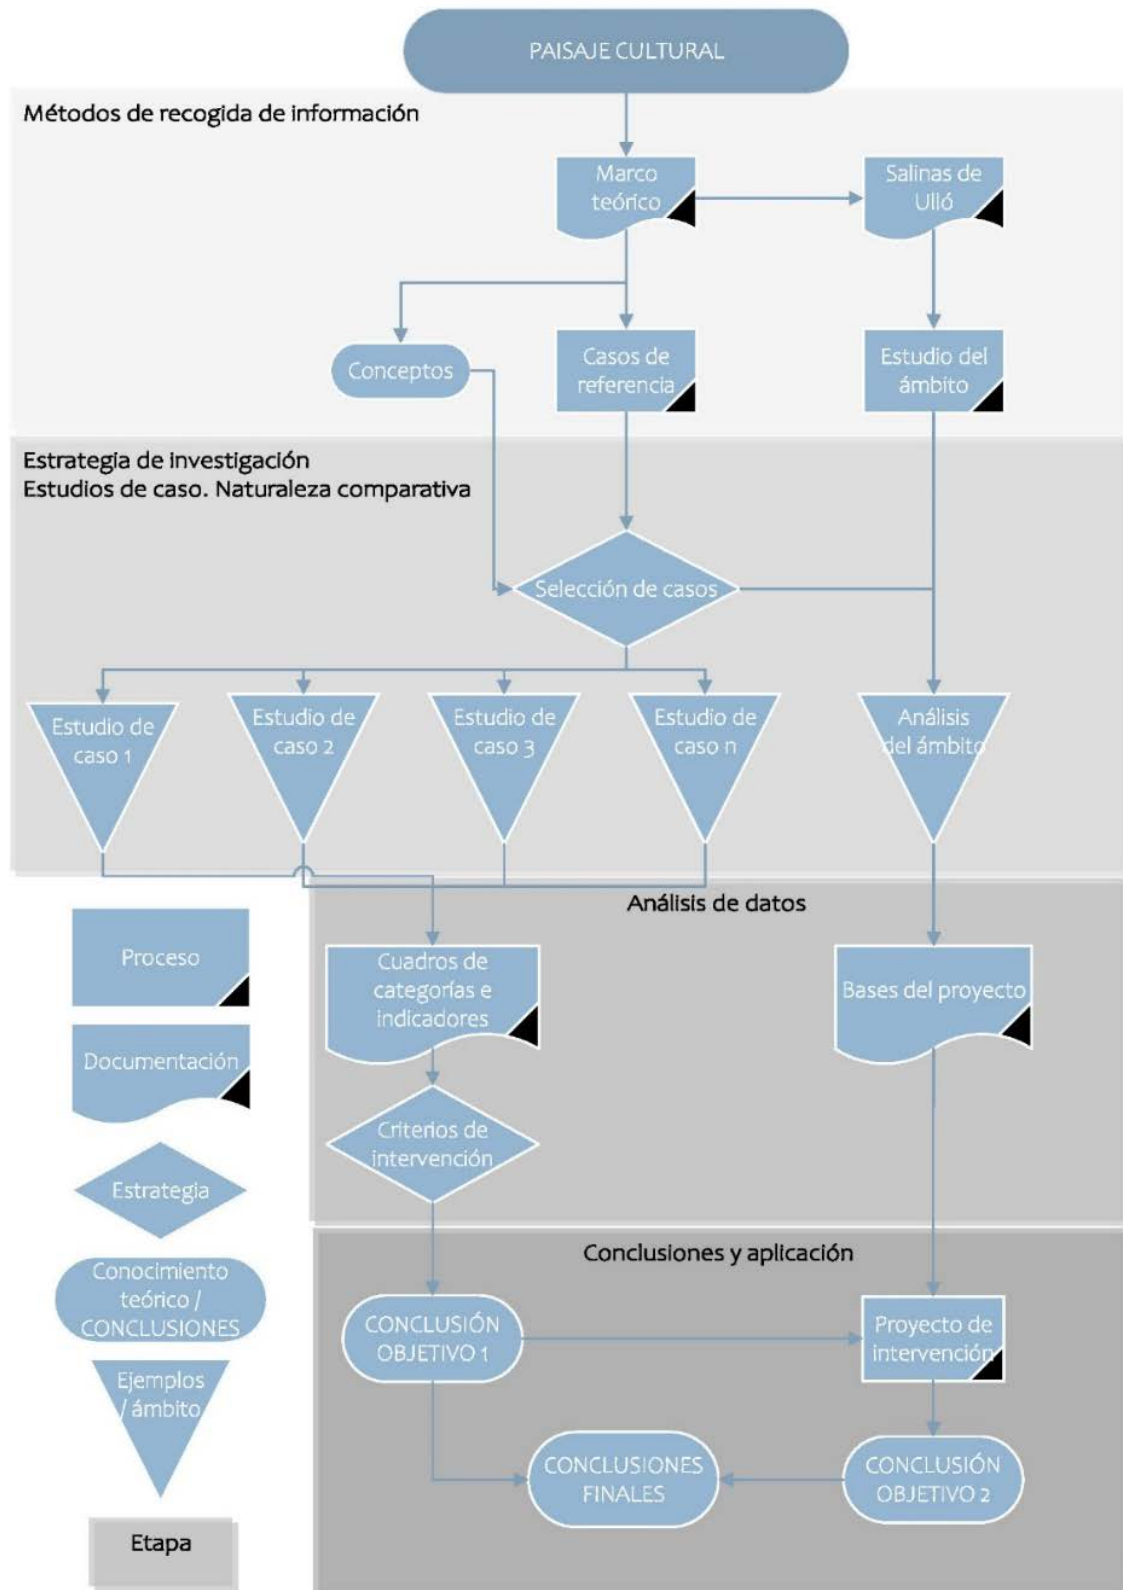 PAISAJE CULTURAL
Métodos de recogida de información
Marco
teórico
Salinas de
Ulló
Conceptos
Casos de
referencia
Estudio del
ámbito
Estrategia de investigación
Estudios de caso. Naturaleza comparativa
Selección de casos
Estudio de
caso 1
Estudio de
caso 2
Estudio de
caso 3
Estudio de
caso n
Análisis
del ámbito
Análisis de datos
Cuadros de
categorías e
indicadores
Bases del proyecto
Criterios de
intervención
Conclusiones y aplicación
CONCLUSIÓN
OBJETIVO 1
Proyecto de
intervención
CONCLUSIONES
FINALES
CONCLUSIÓN
OBJETIVO 2
Proceso
Documentación
Estrategia
Conocimiento
teórico /
CONCLUSIONES
Ejemplos
/ ámbito
Etapa